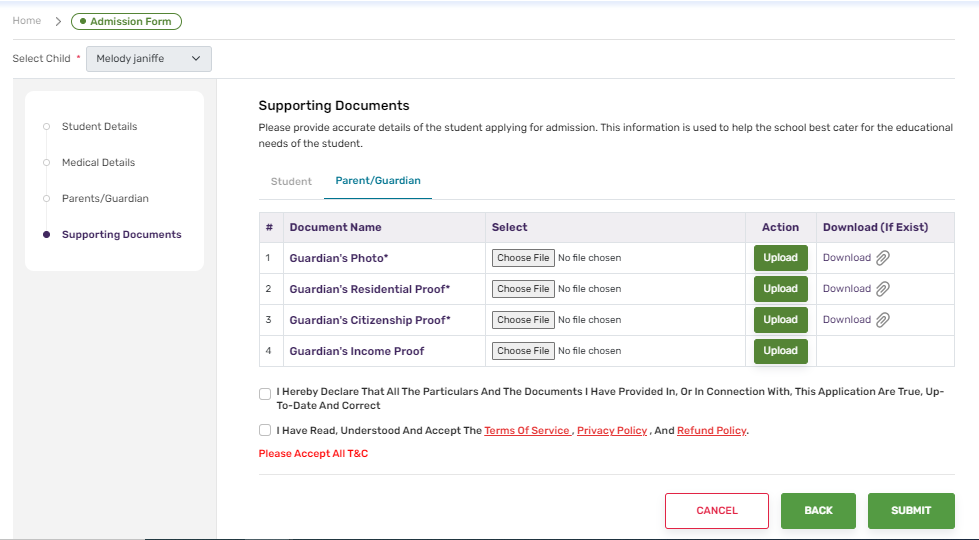 Home > Admission Form
Select Child * Melody janiffe
Student Details
Medical Details
Parents/Guardian
Supporting Documents
Supporting Documents
Please provide accurate details of the student applying for admission. This information is used to help the school best cater for the educational
needs of the student.
Student Parent/Guardian
# Document Name Select Action Download (If Exist)
1 Guardian's Photo* Choose File No file chosen Upload Download
2 Guardian's Residential Proof* Choose File No file chosen Upload Download
3 Guardian's Citizenship Proof* Choose File No file chosen Upload Download
4 Guardian's Income Proof Choose File No file chosen Upload
I Hereby Declare That All The Particulars And The Documents I Have Provided In, Or In Connection With, This Application Are True, Up-
To-Date And Correct
I Have Read, Understood And Accept The Terms Of Service , Privacy Policy , And Refund Policy.
Please Accept All T&C
CANCEL BACK SUBMIT